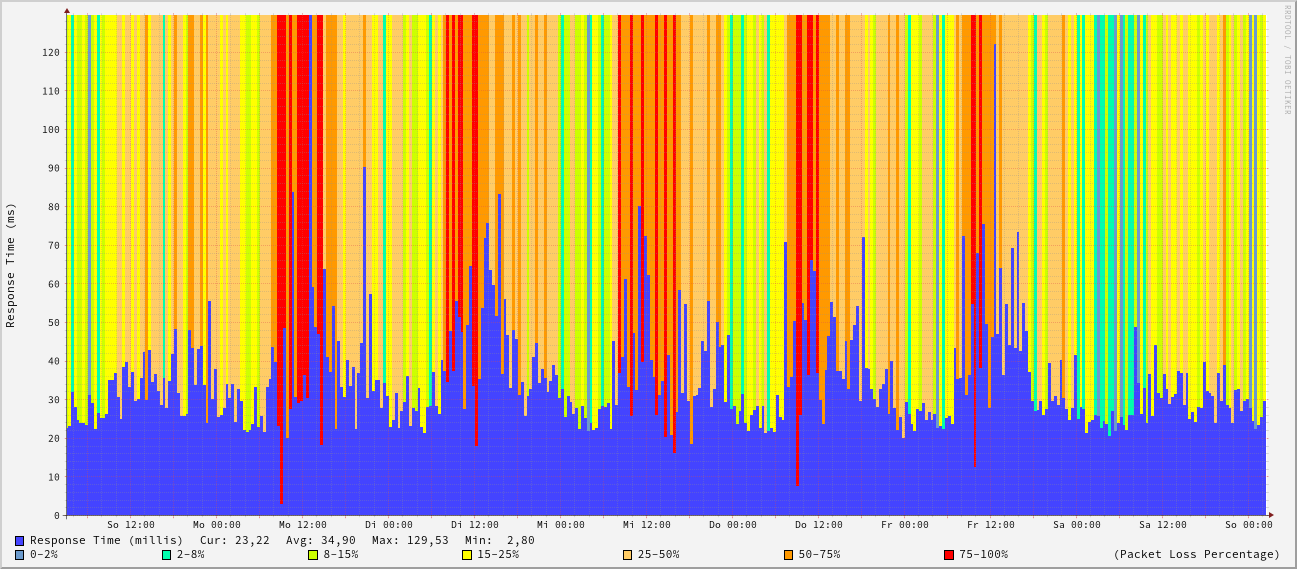 RRDTOOL / TOBI OETIKER
Response Time (ms)
120
110
100
90
80
70
60
50
40
30
20
10
0
So 12:00 Mo 00:00 Mo 12:00 Di 00:00 Di 12:00 Mi 00:00 Mi 12:00 Do 00:00 Do 12:00 Fr 00:00 Fr 12:00 Sa 00:00 Sa 12:00 So 00:00
Response Time (millis) Cur: 23,22 Avg: 34,90 Max: 129,53 Min: 2,80
0-2% 2-8% 8-15% 15-25% 25-50% 50-75% 75-100% (Packet Loss Percentage)